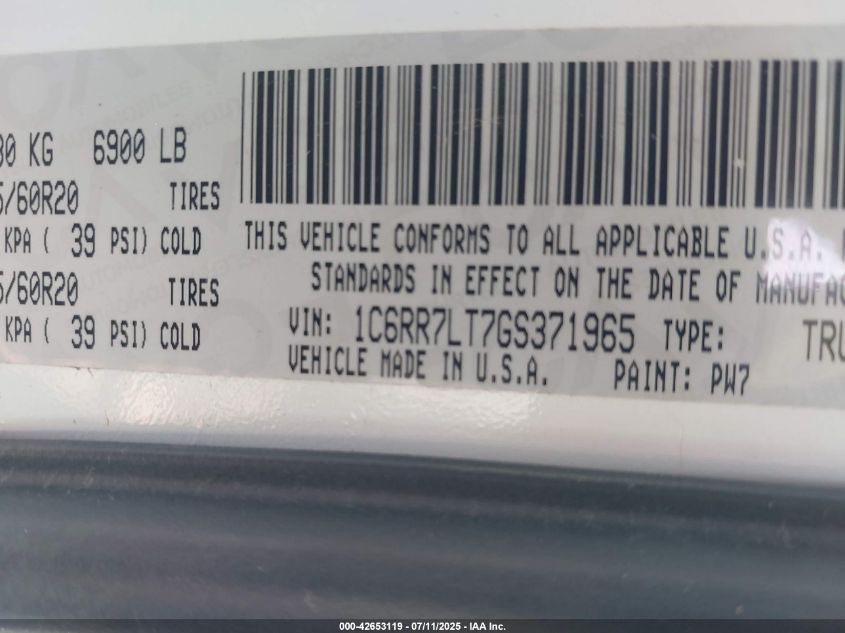 80 KG 6900 LB
5/60R20 TIRES
KPA ( 39 PSI) COLD
5/60R20 TIRES
KPA ( 39 PSI) COLD
THIS VEHICLE CONFORMS TO ALL APPLICABLE U.S.A.
STANDARDS IN EFFECT ON THE DATE OF MANUFAC
VIN: 1C6RR7LT7GS371965 TYPE: TRU
VEHICLE MADE IN U.S.A. PAINT: PW7
000-42653119 - 07/11/2025 - IAA Inc.